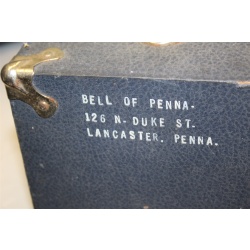 BELL OF PENNA.
126 N. DUKE ST.
LANCASTER. PENNA.